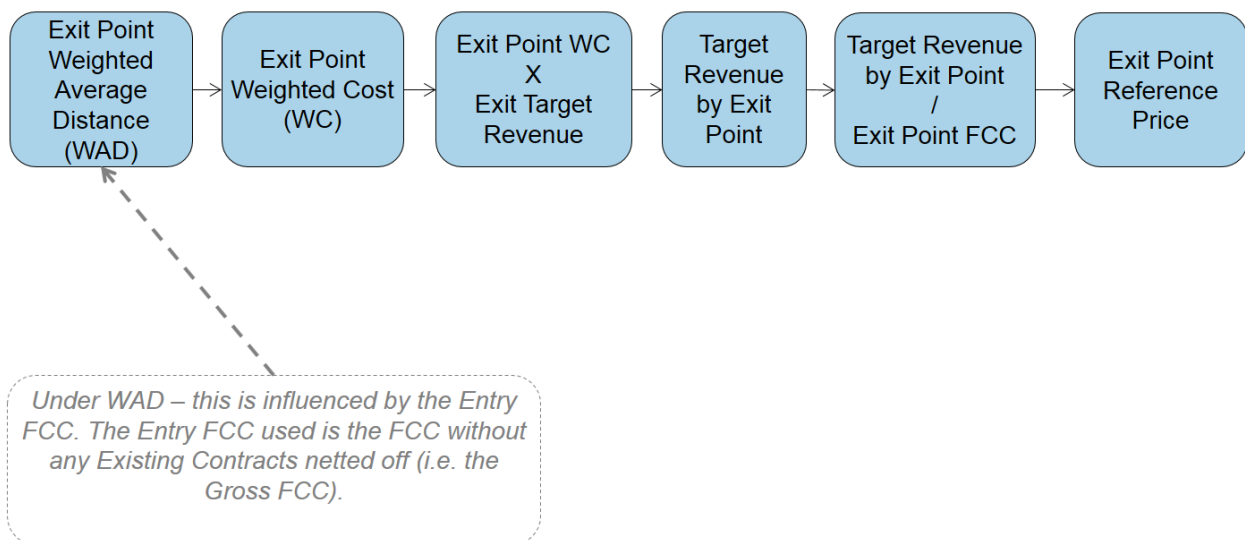 Exit Point
Weighted
Average
Distance
(WAD)
Exit Point
Weighted Cost
(WC)
Exit Point WC
X
Exit Target
Revenue
Target
Revenue
by Exit
Point
Target Revenue
by Exit Point
/
Exit Point FCC
Exit Point
Reference
Price
Under WAD – this is influenced by the Entry
FCC. The Entry FCC used is the FCC without
any Existing Contracts netted off (i.e. the
Gross FCC).